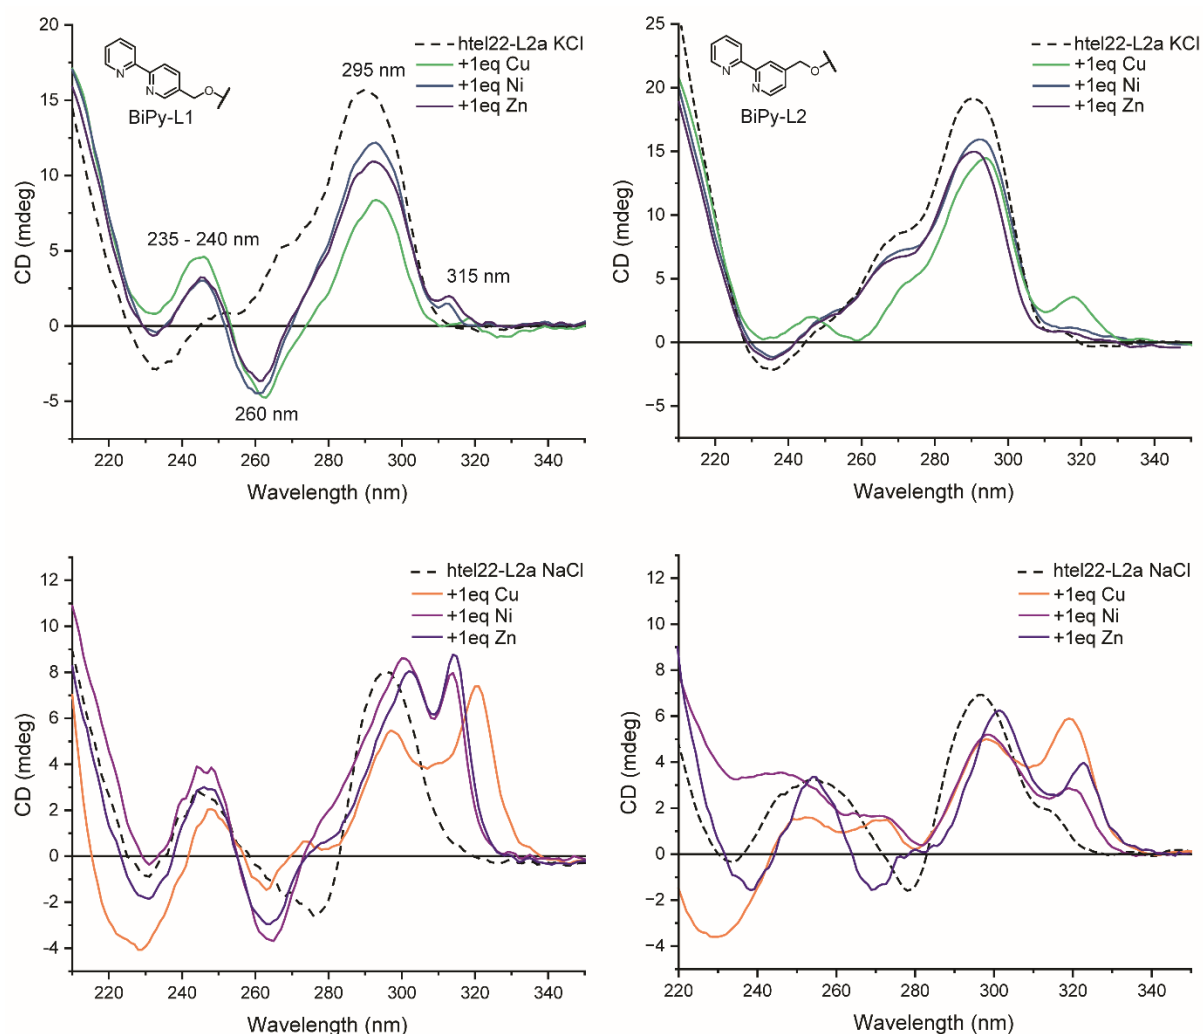 20
15
10
5
0
-5
CD (mdeg)
N
N
O
BiPy-L1
295 nm
235 - 240 nm
260 nm
315 nm
htel22-L2a KCl
+1eq Cu
+1eq Ni
+1eq Zn
220 240 260 280 300 320 340
Wavelength (nm)
25
20
15
10
5
0
−5
CD (mdeg)
N
N
O
BiPy-L2
htel22-L2a KCl
+1eq Cu
+1eq Ni
+1eq Zn
220 240 260 280 300 320 340
Wavelength (nm)
12
10
8
6
4
2
0
-2
-4
CD (mdeg)
htel22-L2a NaCl
+1eq Cu
+1eq Ni
+1eq Zn
220 240 260 280 300 320 340
Wavelength (nm)
12
10
8
6
4
2
0
−2
−4
CD (mdeg)
htel22-L2a NaCl
+1eq Cu
+1eq Ni
+1eq Zn
220 240 260 280 300 320 340
Wavelength (nm)